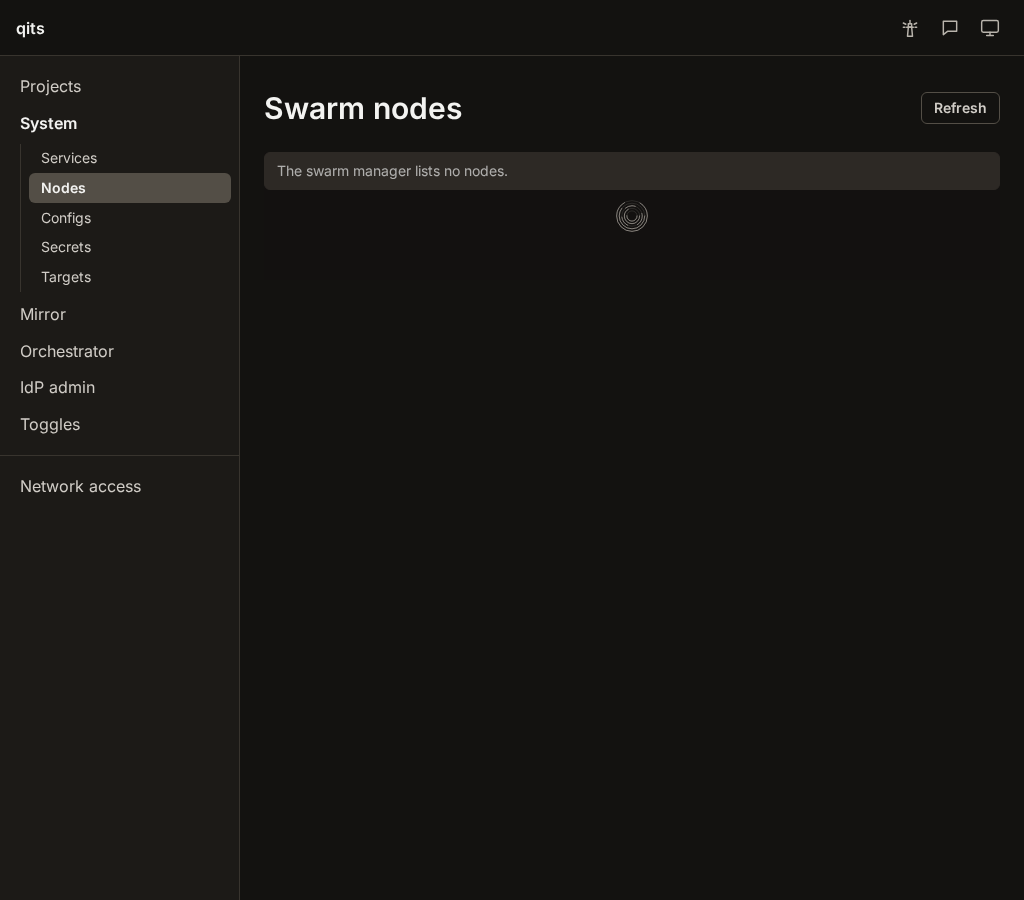 qits
Projects
System
Services
Nodes
Configs
Secrets
Targets
Mirror
Orchestrator
IdP admin
Toggles
Network access
Swarm nodes
Refresh
The swarm manager lists no nodes.